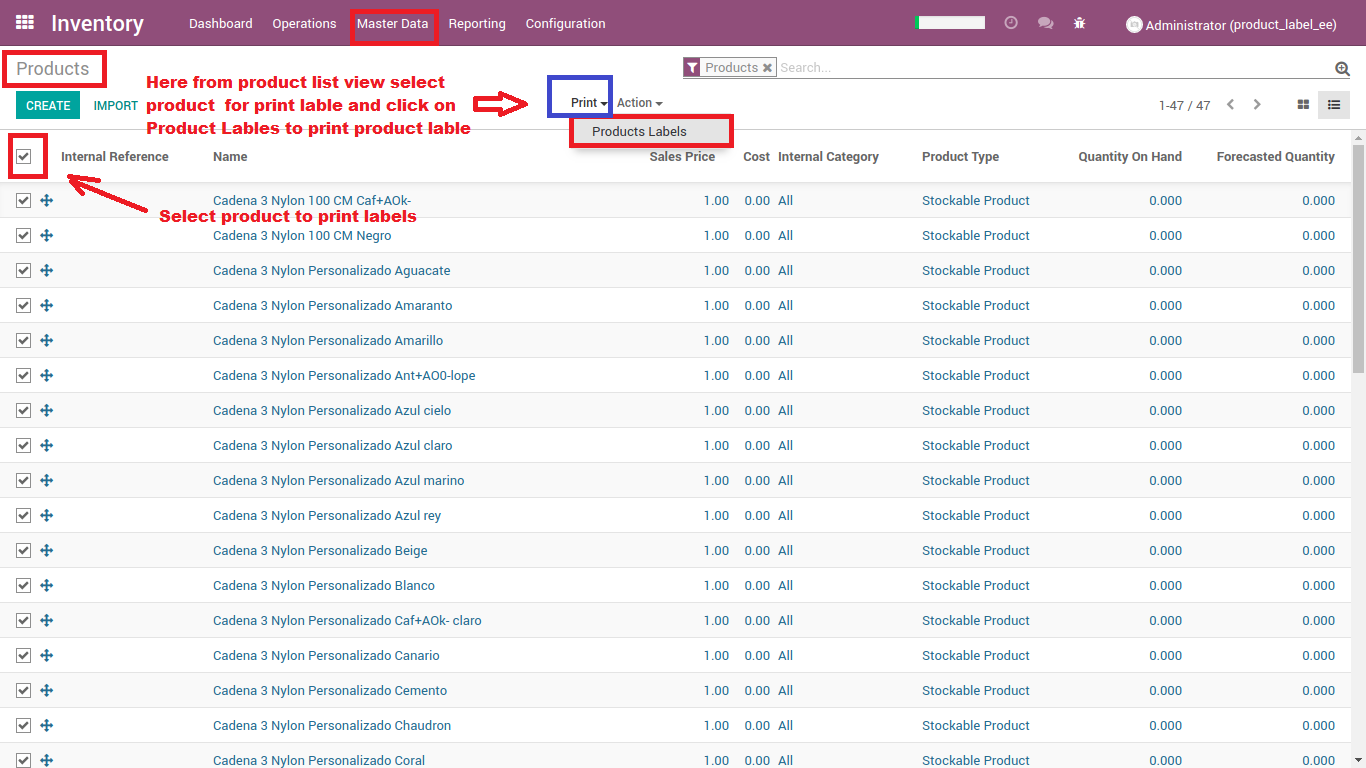 Inventory Dashboard Operations Master Data Reporting Configuration Administrator (product_label_ee)
Products
Products × Search...
Here from product list view select
product for print lable and click on
Product Lables to print product lable
CREATE IMPORT
Print Action
1-47 / 47
Products Labels
Internal Reference Name Sales Price Cost Internal Category Product Type Quantity On Hand Forecasted Quantity
Cadena 3 Nylon 100 CM Caf+AOk- 1.00 0.00 All Stockable Product 0.000 0.000
Select product to print labels
Cadena 3 Nylon 100 CM Negro 1.00 0.00 All Stockable Product 0.000 0.000
Cadena 3 Nylon Personalizado Aguacate 1.00 0.00 All Stockable Product 0.000 0.000
Cadena 3 Nylon Personalizado Amaranto 1.00 0.00 All Stockable Product 0.000 0.000
Cadena 3 Nylon Personalizado Amarillo 1.00 0.00 All Stockable Product 0.000 0.000
Cadena 3 Nylon Personalizado Ant+AO0-lope 1.00 0.00 All Stockable Product 0.000 0.000
Cadena 3 Nylon Personalizado Azul cielo 1.00 0.00 All Stockable Product 0.000 0.000
Cadena 3 Nylon Personalizado Azul claro 1.00 0.00 All Stockable Product 0.000 0.000
Cadena 3 Nylon Personalizado Azul marino 1.00 0.00 All Stockable Product 0.000 0.000
Cadena 3 Nylon Personalizado Azul rey 1.00 0.00 All Stockable Product 0.000 0.000
Cadena 3 Nylon Personalizado Beige 1.00 0.00 All Stockable Product 0.000 0.000
Cadena 3 Nylon Personalizado Blanco 1.00 0.00 All Stockable Product 0.000 0.000
Cadena 3 Nylon Personalizado Caf+AOk- claro 1.00 0.00 All Stockable Product 0.000 0.000
Cadena 3 Nylon Personalizado Canario 1.00 0.00 All Stockable Product 0.000 0.000
Cadena 3 Nylon Personalizado Cemento 1.00 0.00 All Stockable Product 0.000 0.000
Cadena 3 Nylon Personalizado Chaudron 1.00 0.00 All Stockable Product 0.000 0.000
Cadena 3 Nylon Personalizado Coral 1.00 0.00 All Stockable Product 0.000 0.000